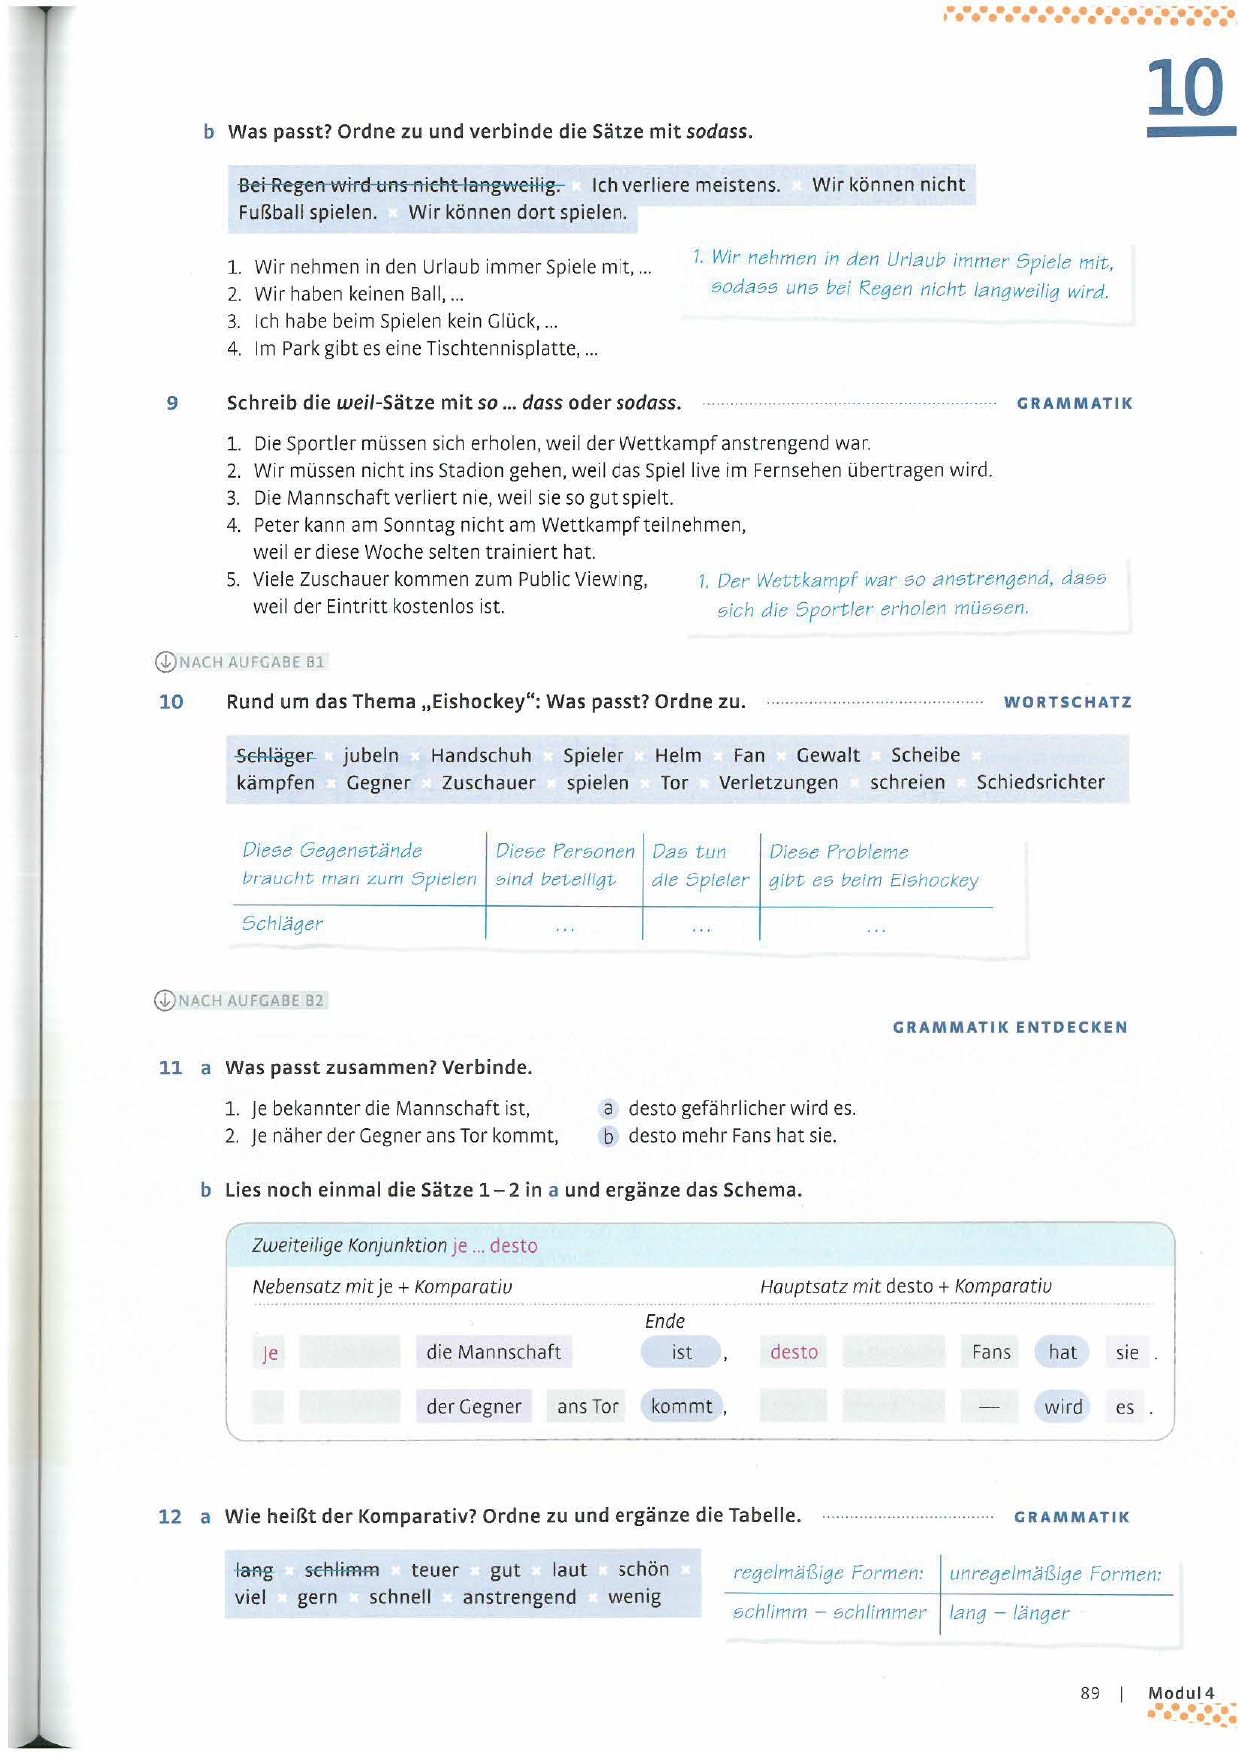 10
b Was passt? Ordne zu und verbinde die Sätze mit sodass.
Bei Regen wird uns nicht langweilig. × Ich verliere meistens. × Wir können nicht
Fußball spielen. × Wir können dort spielen.
1. Wir nehmen in den Urlaub immer Spiele mit, ...
2. Wir haben keinen Ball, ...
3. Ich habe beim Spielen kein Glück, ...
4. Im Park gibt es eine Tischtennisplatte, ...
1. Wir nehmen in den Urlaub immer Spiele mit,
sodass uns bei Regen nicht langweilig wird.
9 Schreib die weil-Sätze mit so ... dass oder sodass. GRAMMATIK
1. Die Sportler müssen sich erholen, weil der Wettkampf anstrengend war.
2. Wir müssen nicht ins Stadion gehen, weil das Spiel live im Fernsehen übertragen wird.
3. Die Mannschaft verliert nie, weil sie so gut spielt.
4. Peter kann am Sonntag nicht am Wettkampf teilnehmen,
weil er diese Woche selten trainiert hat.
5. Viele Zuschauer kommen zum Public Viewing,
weil der Eintritt kostenlos ist.
1. Der Wettkampf war so anstrengend, dass
sich die Sportler erholen müssen.
NACH AUFGABE B1
10 Rund um das Thema „Eishockey“: Was passt? Ordne zu. WORTSCHATZ
Schläger × jubeln × Handschuh × Spieler × Helm × Fan × Gewalt × Scheibe ×
kämpfen × Gegner × Zuschauer × spielen × Tor × Verletzungen × schreien × Schiedsrichter
Diese Gegenstände Diese Personen Das tun Diese Probleme
braucht man zum Spielen sind beteiligt die Spieler gibt es beim Eishockey
Schläger ... ... ...
NACH AUFGABE B2
GRAMMATIK ENTDECKEN
11 a Was passt zusammen? Verbinde.
1. Je bekannter die Mannschaft ist, a desto gefährlicher wird es.
2. Je näher der Gegner ans Tor kommt, b desto mehr Fans hat sie.
b Lies noch einmal die Sätze 1–2 in a und ergänze das Schema.
Zweiteilige Konjunktion je ... desto
Nebensatz mit je + Komparativ Hauptsatz mit desto + Komparativ
Ende
Je die Mannschaft ist , desto Fans hat sie .
der Gegner ans Tor kommt , — wird es .
12 a Wie heißt der Komparativ? Ordne zu und ergänze die Tabelle. GRAMMATIK
lang × schlimm × teuer × gut × laut × schön ×
viel × gern × schnell × anstrengend × wenig
regelmäßige Formen: unregelmäßige Formen:
schlimm – schlimmer lang – länger
89 | Modul 4